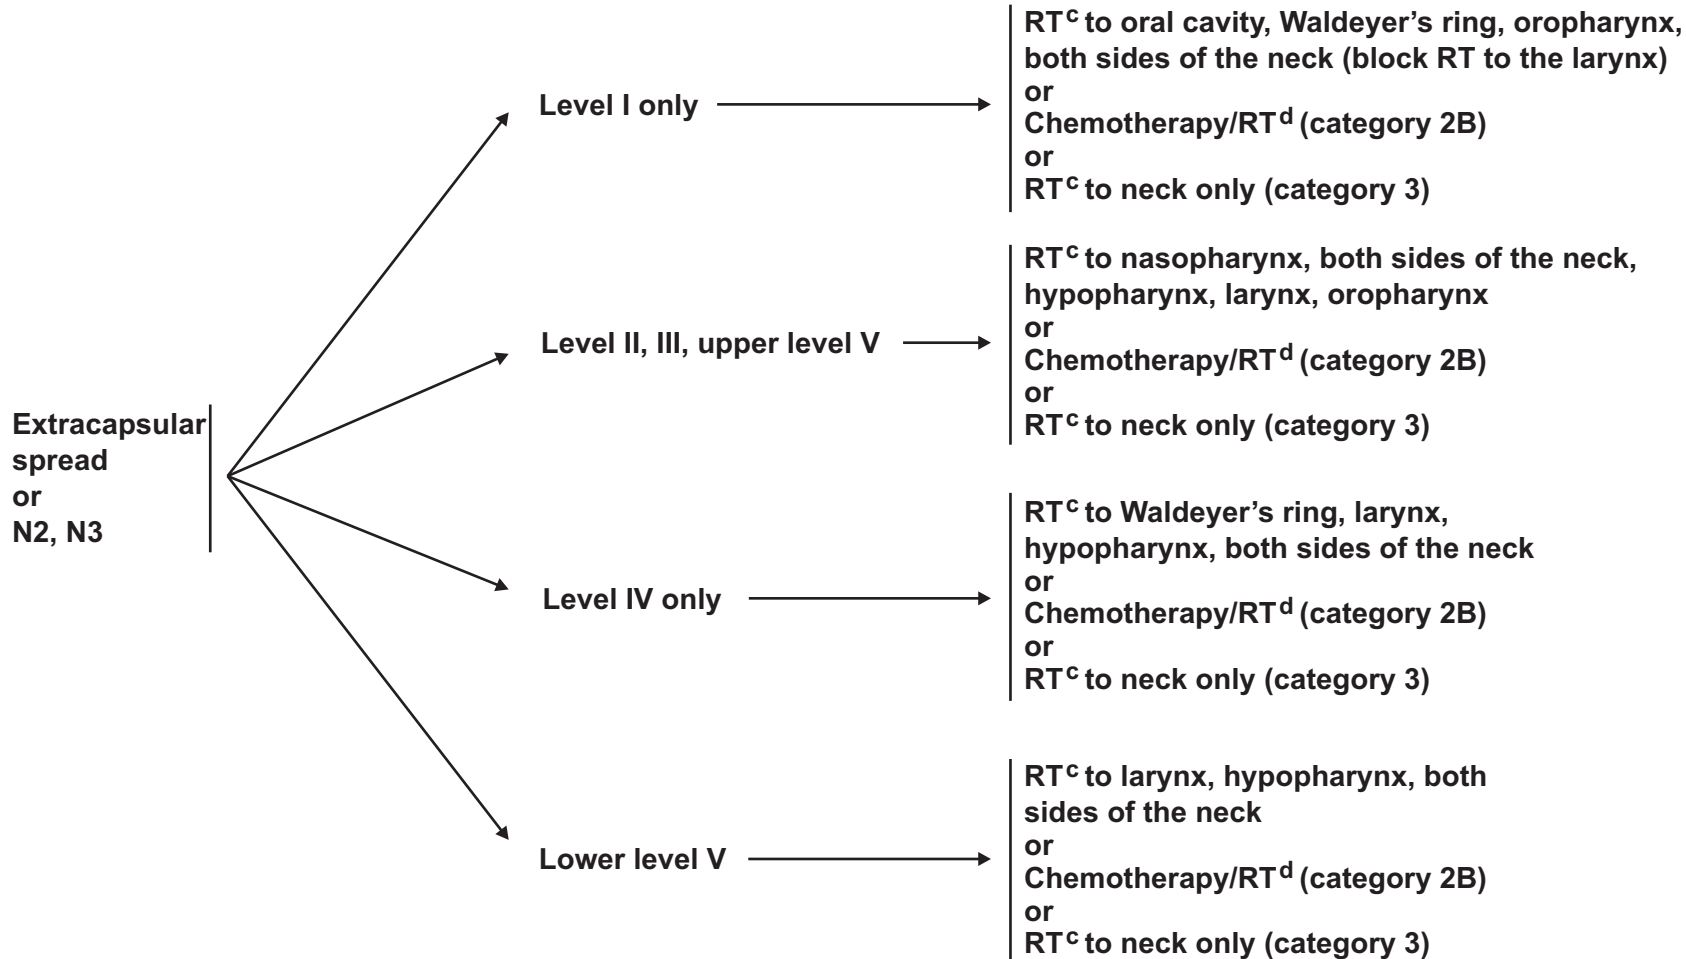 Extracapsular
spread
or
N2, N3
Level I only
RTᶜ to oral cavity, Waldeyer’s ring, oropharynx,
both sides of the neck (block RT to the larynx)
or
Chemotherapy/RTᵈ (category 2B)
or
RTᶜ to neck only (category 3)
Level II, III, upper level V
RTᶜ to nasopharynx, both sides of the neck,
hypopharynx, larynx, oropharynx
or
Chemotherapy/RTᵈ (category 2B)
or
RTᶜ to neck only (category 3)
Level IV only
RTᶜ to Waldeyer’s ring, larynx,
hypopharynx, both sides of the neck
or
Chemotherapy/RTᵈ (category 2B)
or
RTᶜ to neck only (category 3)
Lower level V
RTᶜ to larynx, hypopharynx, both
sides of the neck
or
Chemotherapy/RTᵈ (category 2B)
or
RTᶜ to neck only (category 3)